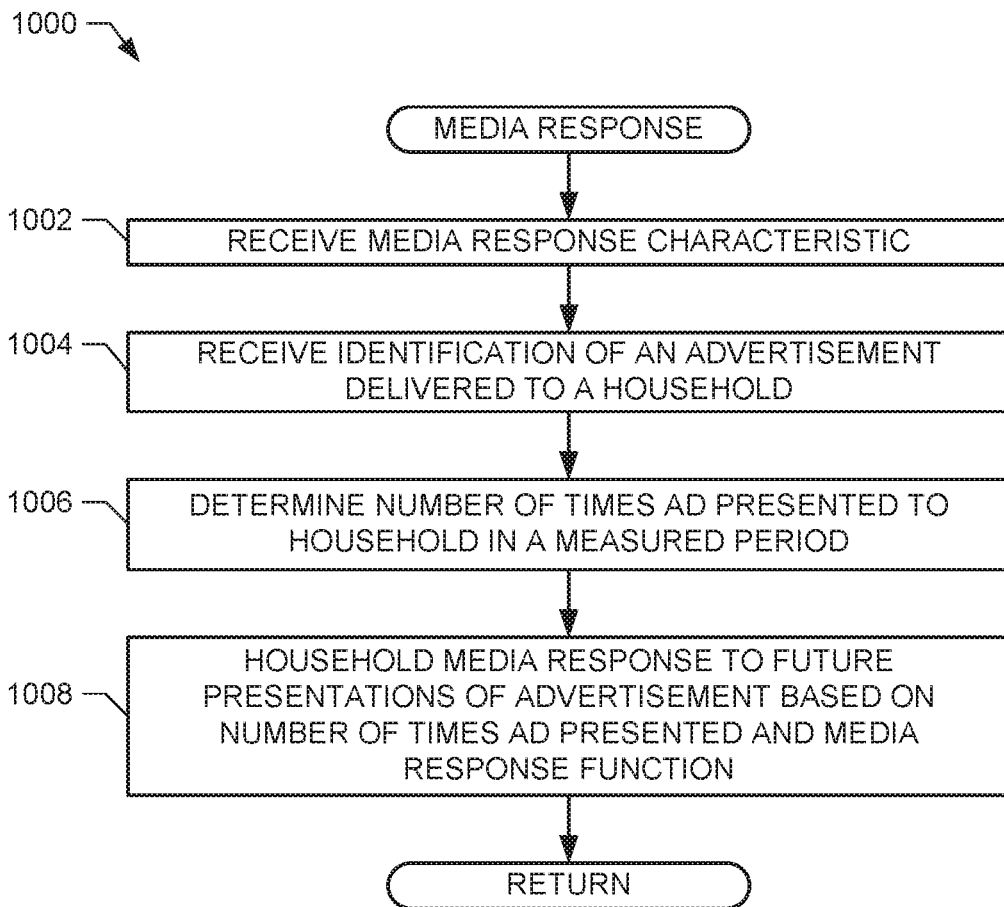 1000
MEDIA RESPONSE
1002
RECEIVE MEDIA RESPONSE CHARACTERISTIC
1004
RECEIVE IDENTIFICATION OF AN ADVERTISEMENT
DELIVERED TO A HOUSEHOLD
1006
DETERMINE NUMBER OF TIMES AD PRESENTED TO
HOUSEHOLD IN A MEASURED PERIOD
1008
HOUSEHOLD MEDIA RESPONSE TO FUTURE
PRESENTATIONS OF ADVERTISEMENT BASED ON
NUMBER OF TIMES AD PRESENTED AND MEDIA
RESPONSE FUNCTION
RETURN